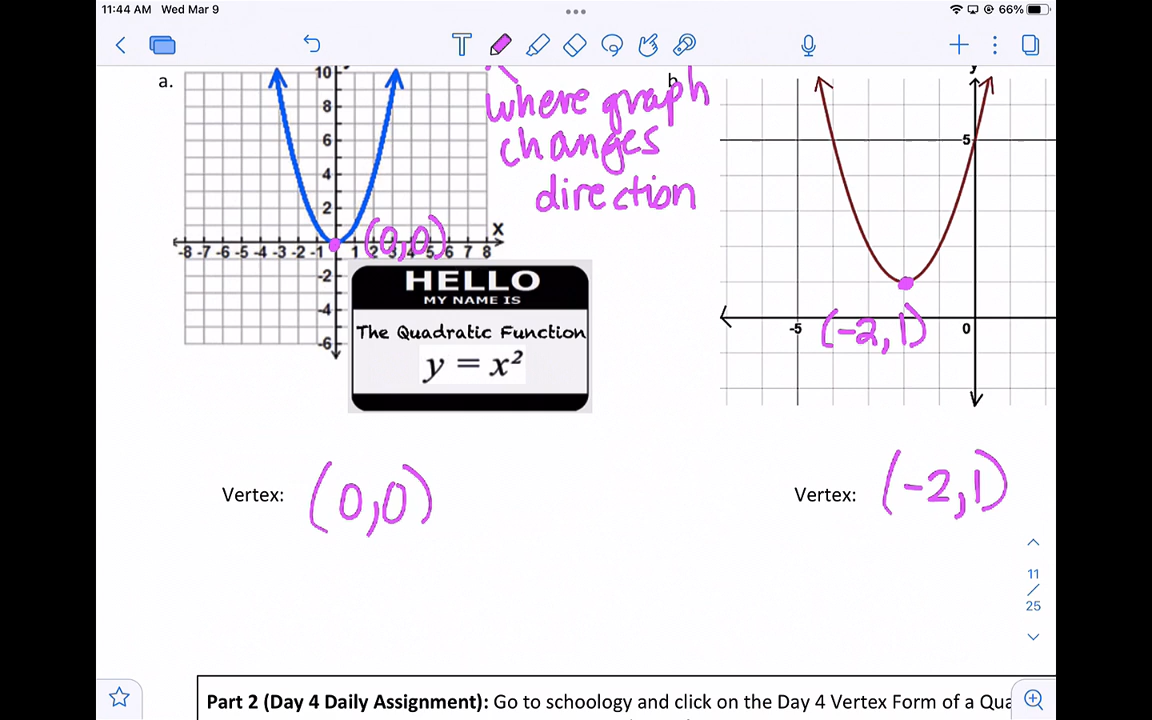 11:44 AM Wed Mar 9
66%
T
a.
b
y
where graph
changes
direction
10
8
6
4
2
-8 -7 -6 -5 -4 -3 -2 -1 1 2 3 4 5 6 7 8
x
(0,0)
-2
-4
-6
HELLO
MY NAME IS
The Quadratic Function
y = x²
5
-5
0
(-2,1)
Vertex: (0,0)
Vertex: (-2,1)
11
/
25
Part 2 (Day 4 Daily Assignment): Go to schoology and click on the Day 4 Vertex Form of a Qua